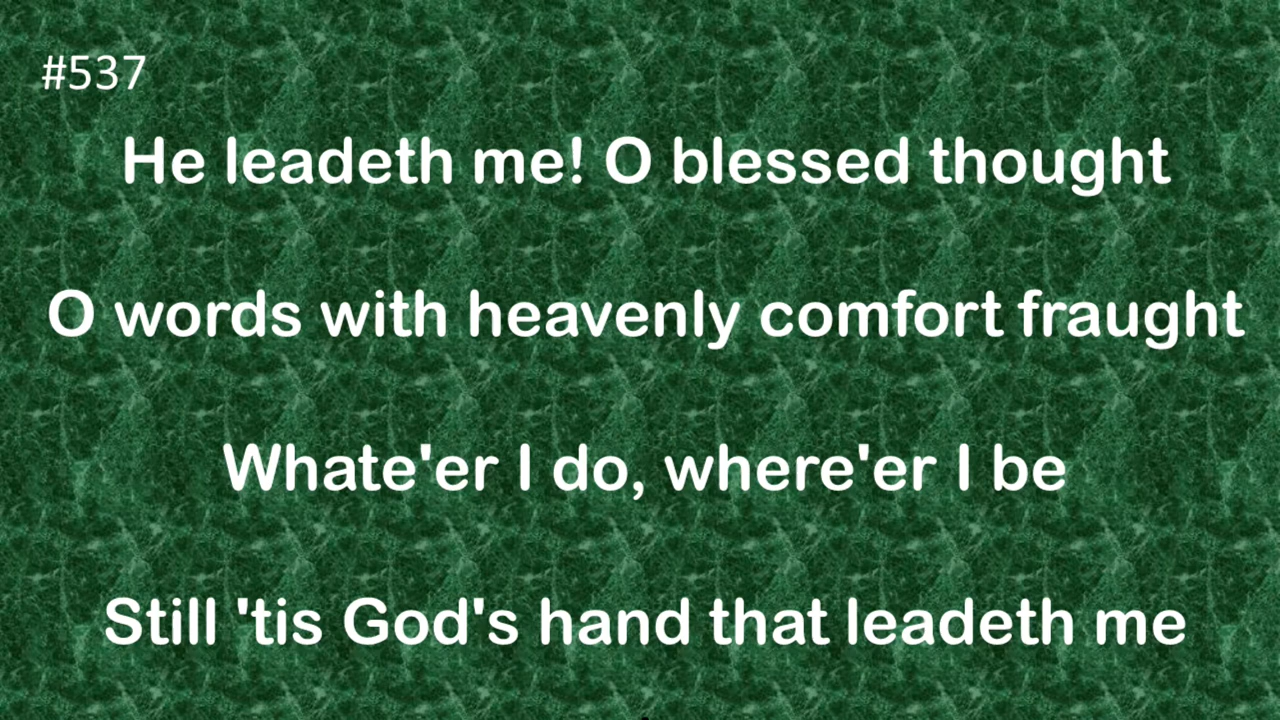 #537
He leadeth me! O blessed thought
O words with heavenly comfort fraught
Whate'er I do, where'er I be
Still 'tis God's hand that leadeth me